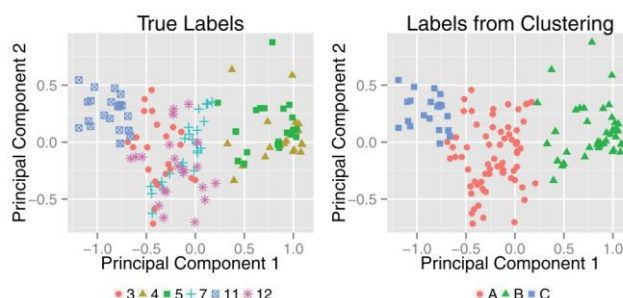 True Labels
Labels from Clustering
Principal Component 2
0.5
0.0
−0.5
−1.0 −0.5 0.0 0.5 1.0
Principal Component 1
3 4 5 7 11 12
Principal Component 2
0.5
0.0
−0.5
−1.0 −0.5 0.0 0.5 1.0
Principal Component 1
A B C